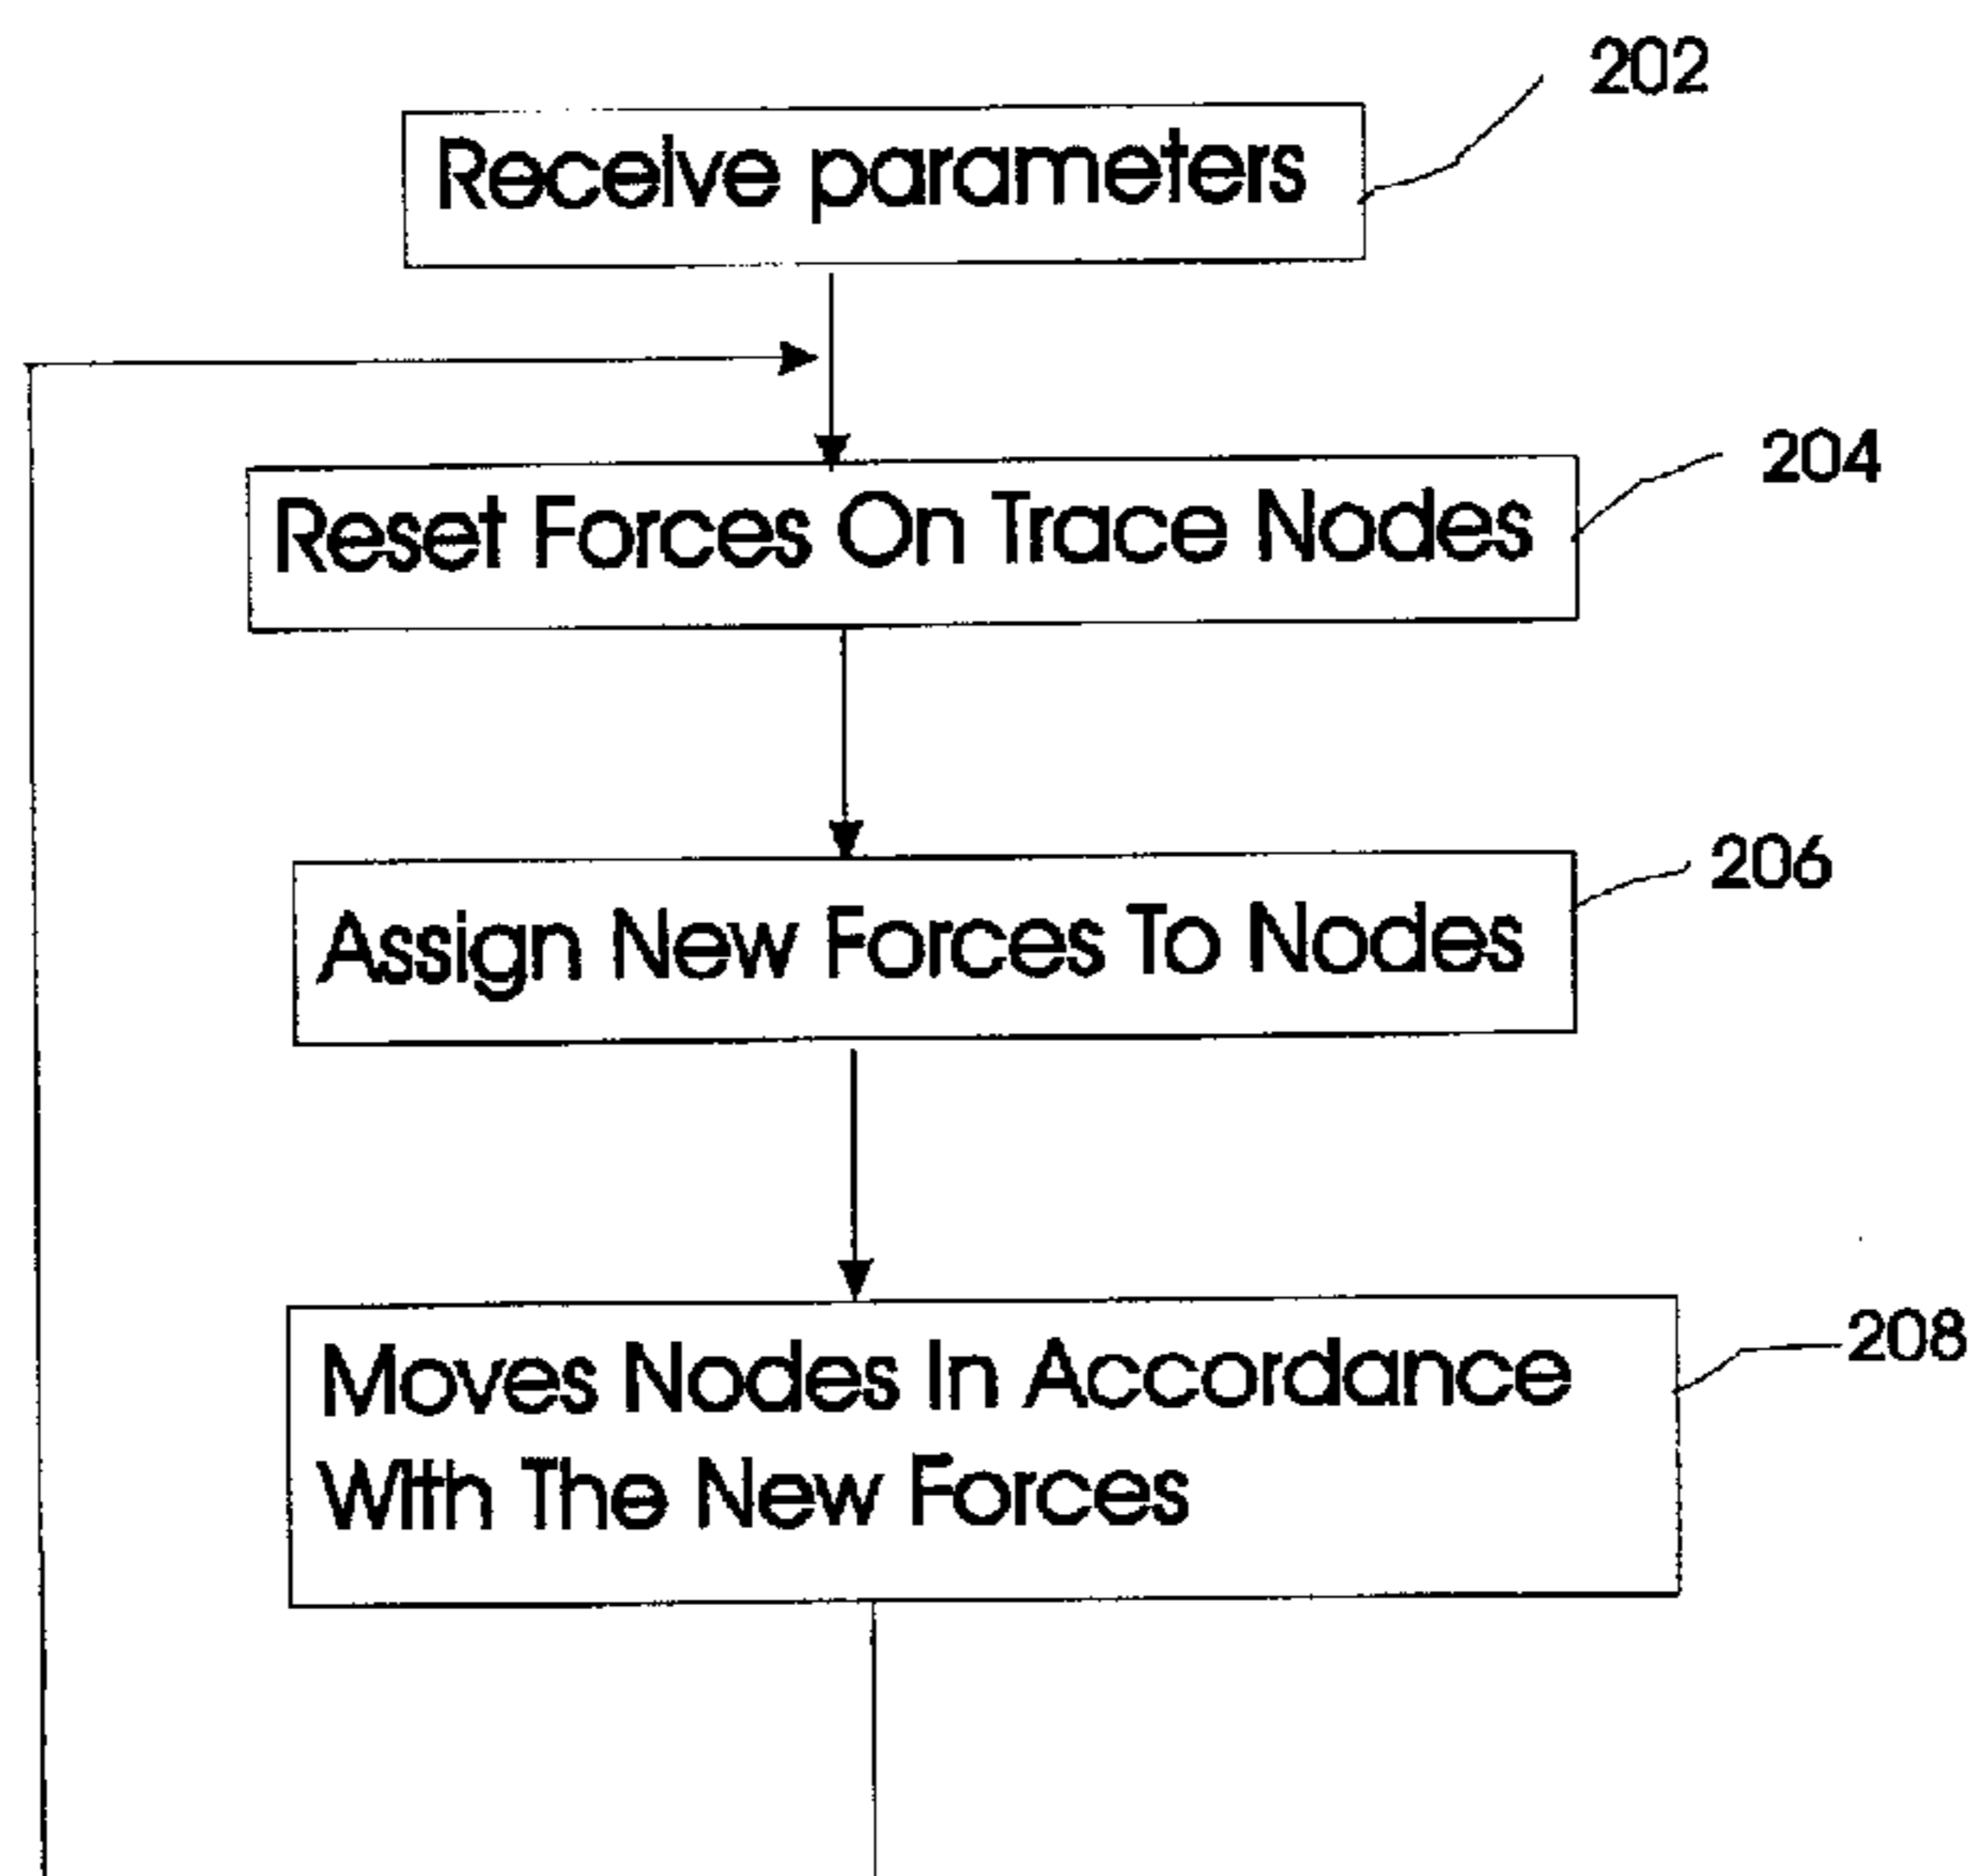 202
Receive parameters
204
Reset Forces On Trace Nodes
206
Assign New Forces To Nodes
208
Moves Nodes In Accordance
With The New Forces